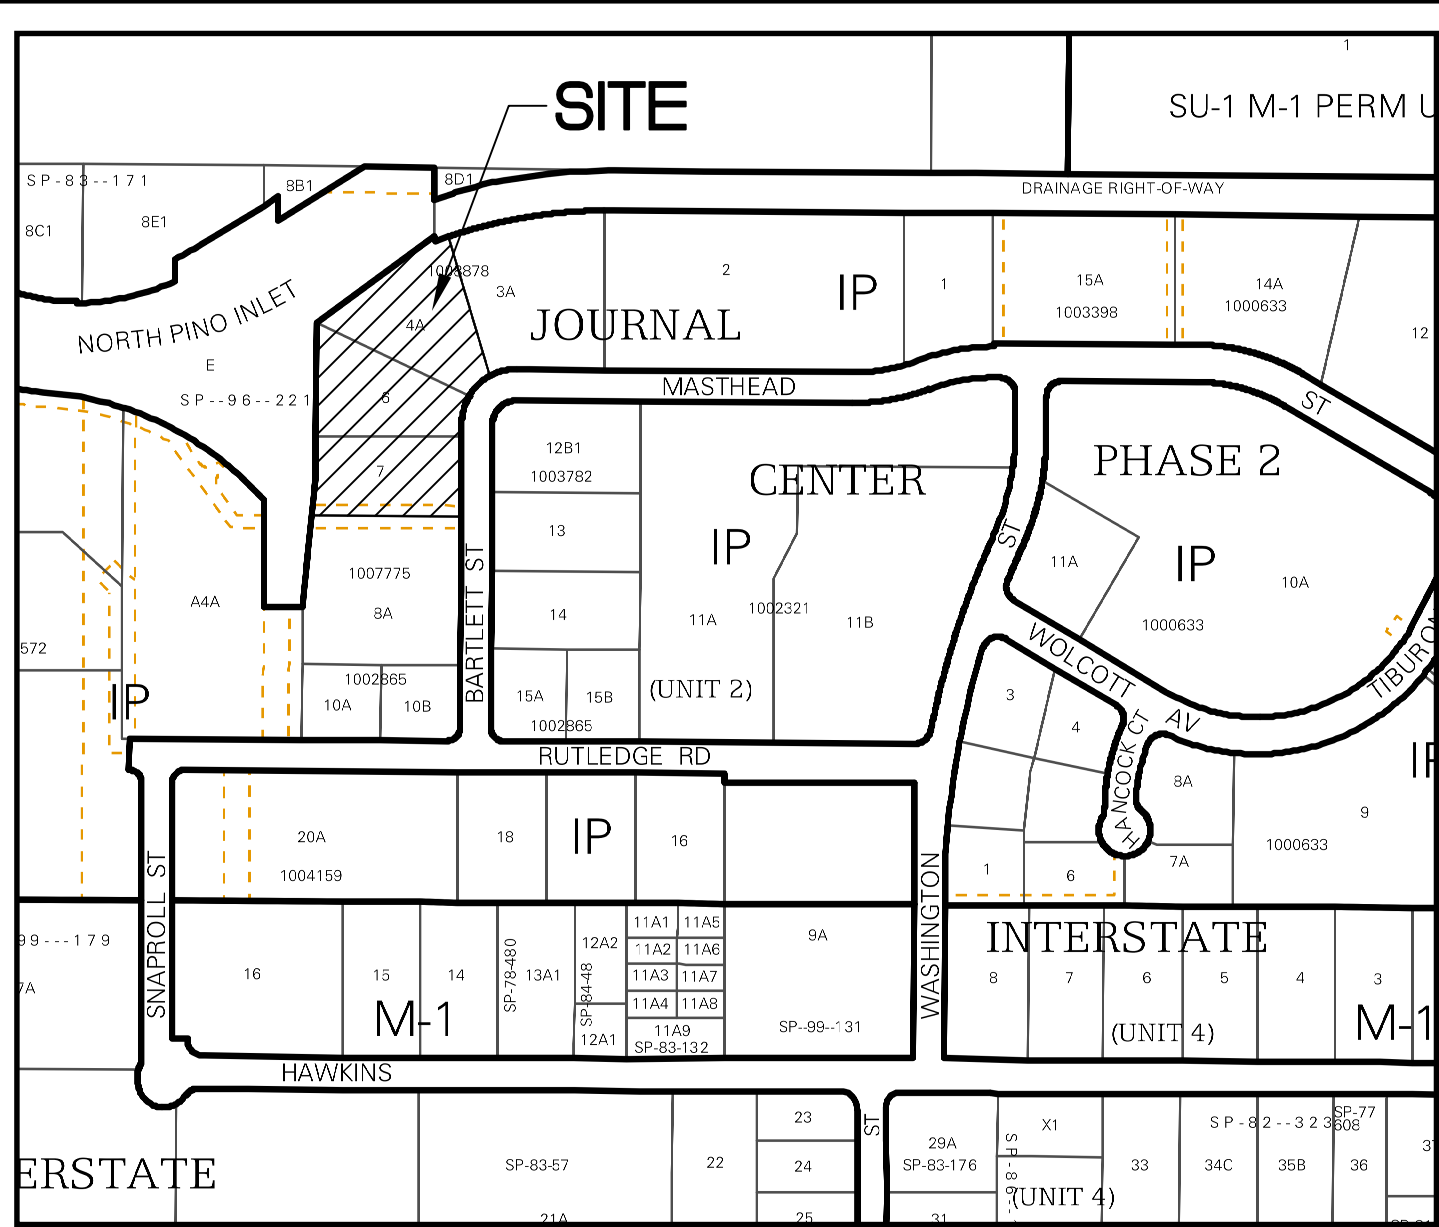 1
SITE
SU-1 M-1 PERM U
SP-83--171
8B1
8D1
DRAINAGE RIGHT-OF-WAY
8C1
8E1
1003878
3A
2
IP
1
15A
1003398
14A
1000633
12
NORTH PINO INLET
4A
JOURNAL
E
SP--96--221
6
MASTHEAD
ST
7
12B1
1003782
CENTER
PHASE 2
13
IP
ST
11A
IP
10A
1007775
8A
A4A
BARTLETT ST
14
11A
1002321
11B
1000633
572
WOLCOTT
AV
TIBURON
IP
1002865
10A
10B
15A
15B
1002865
(UNIT 2)
3
4
HANCOCK CT
RUTLEDGE RD
IP
8A
9
20A
1004159
18
IP
16
1
6
7A
1000633
SNAPROLL ST
WASHINGTON
99---179
7A
16
15
14
SP-78-480
13A1
12A2
SP-84-48
12A1
11A1
11A5
11A2
11A6
11A3
11A7
11A4
11A8
11A9
SP-83-132
9A
SP--99--131
INTERSTATE
8
7
6
5
4
3
M-1
(UNIT 4)
M-1
HAWKINS
ST
23
24
25
29A
SP-83-176
31
X1
SP-86--
(UNIT 4)
33
SP-82--323
SP-77
608
34C
35B
36
ERSTATE
SP-83-57
21A
22